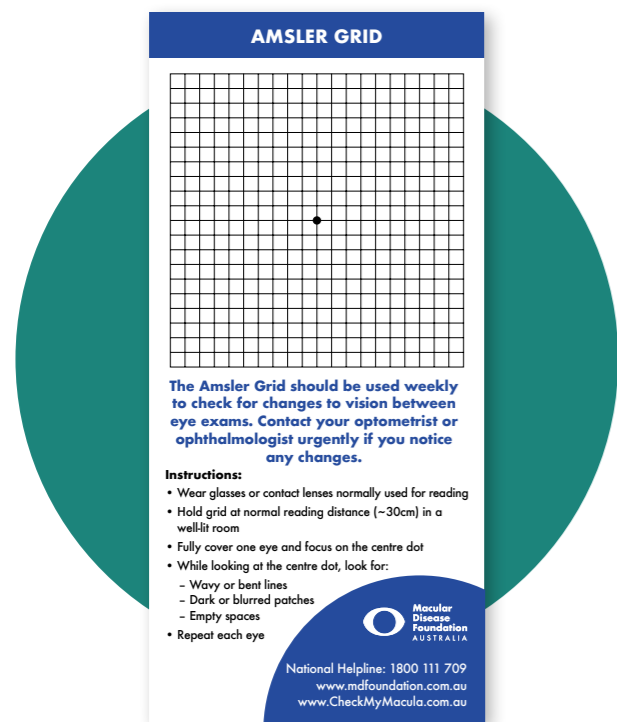 AMSLER GRID
The Amsler Grid should be used weekly
to check for changes to vision between
eye exams. Contact your optometrist or
ophthalmologist urgently if you notice
any changes.
Instructions:
• Wear glasses or contact lenses normally used for reading
• Hold grid at normal reading distance (~30cm) in a
well-lit room
• Fully cover one eye and focus on the centre dot
• While looking at the centre dot, look for:
– Wavy or bent lines
– Dark or blurred patches
– Empty spaces
• Repeat each eye
Macular
Disease
Foundation
AUSTRALIA
National Helpline: 1800 111 709
www.mdfoundation.com.au
www.CheckMyMacula.com.au